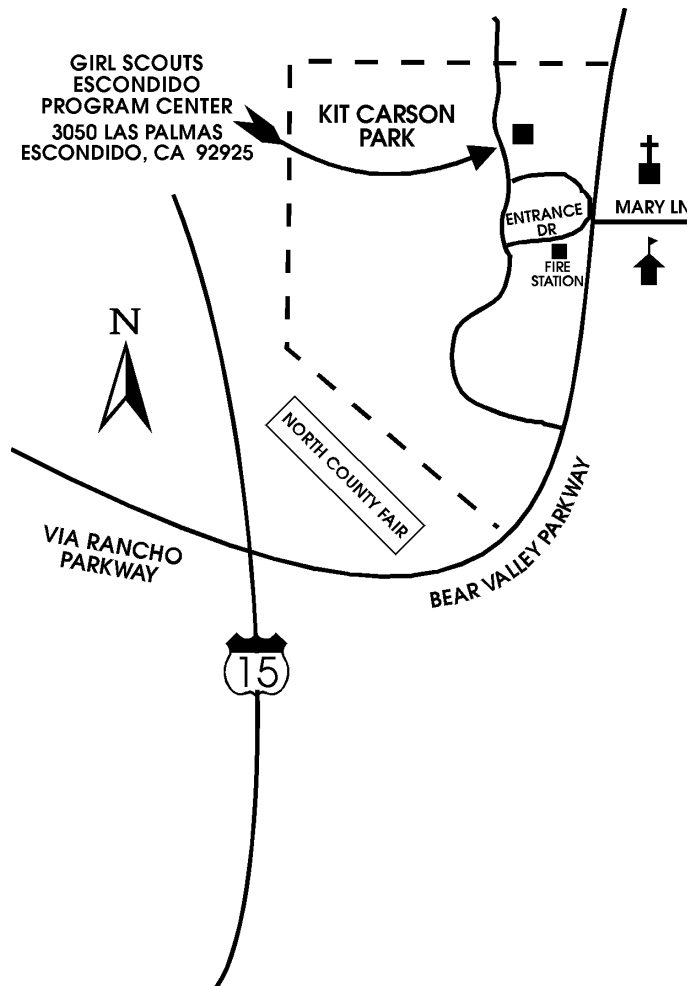 GIRL SCOUTS
ESCONDIDO
PROGRAM CENTER
3050 LAS PALMAS
ESCONDIDO, CA 92925
KIT CARSON
PARK
ENTRANCE
DR
MARY LN
FIRE
STATION
N
NORTH COUNTY FAIR
VIA RANCHO
PARKWAY
BEAR VALLEY PARKWAY
15